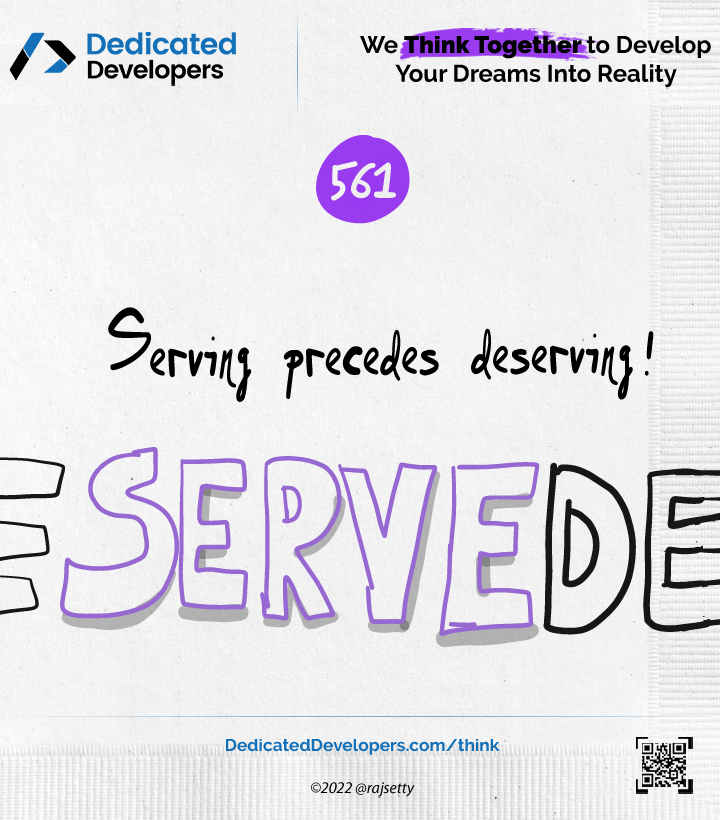 Dedicated
Developers
We Think Together to Develop
Your Dreams Into Reality
561
Serving precedes deserving!
ESERVEDE
DedicatedDevelopers.com/think
©2022 @rajsetty